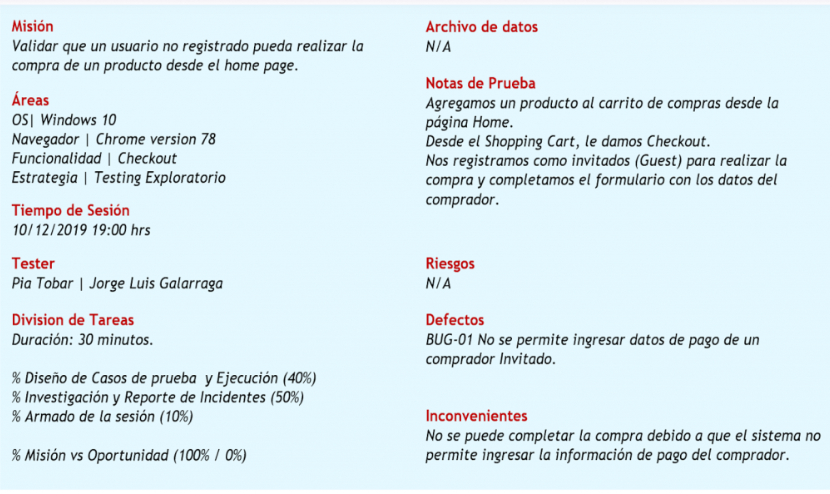 Misión
Validar que un usuario no registrado pueda realizar la
compra de un producto desde el home page.
Áreas
OS| Windows 10
Navegador | Chrome version 78
Funcionalidad | Checkout
Estrategia | Testing Exploratorio
Tiempo de Sesión
10/12/2019 19:00 hrs
Tester
Pia Tobar | Jorge Luis Galarraga
Division de Tareas
Duración: 30 minutos.
% Diseño de Casos de prueba y Ejecución (40%)
% Investigación y Reporte de Incidentes (50%)
% Armado de la sesión (10%)
% Misión vs Oportunidad (100% / 0%)
Archivo de datos
N/A
Notas de Prueba
Agregamos un producto al carrito de compras desde la
página Home.
Desde el Shopping Cart, le damos Checkout.
Nos registramos como invitados (Guest) para realizar la
compra y completamos el formulario con los datos del
comprador.
Riesgos
N/A
Defectos
BUG-01 No se permite ingresar datos de pago de un
comprador Invitado.
Inconvenientes
No se puede completar la compra debido a que el sistema no
permite ingresar la información de pago del comprador.